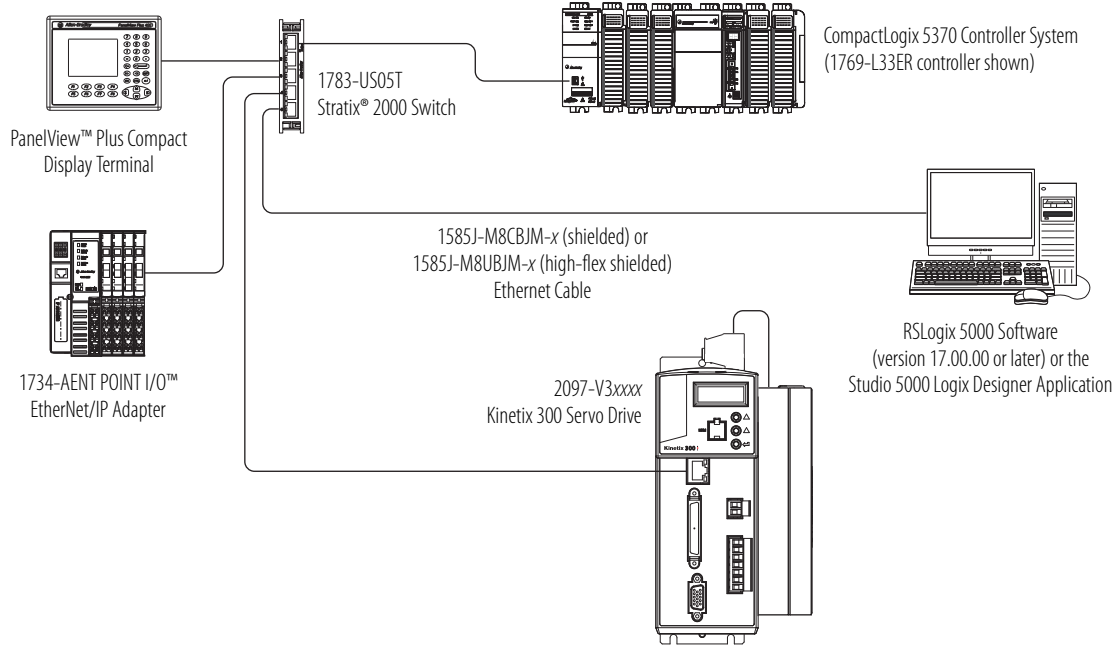 CompactLogix 5370 Controller System
(1769-L33ER controller shown)
1783-US05T
Stratix® 2000 Switch
PanelView™ Plus Compact
Display Terminal
1585J-M8CBJM-x (shielded) or
1585J-M8UBJM-x (high-flex shielded)
Ethernet Cable
1734-AENT POINT I/O™
EtherNet/IP Adapter
RSLogix 5000 Software
(version 17.00.00 or later) or the
Studio 5000 Logix Designer Application
2097-V3xxxx
Kinetix 300 Servo Drive
Kinetix 300